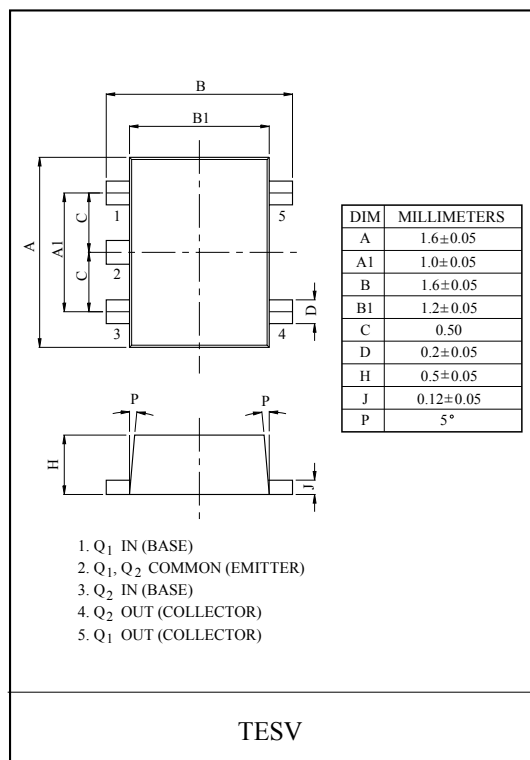 B
B1
A
A1
C
C
1
2
3
5
4
D
DIM MILLIMETERS
A 1.6±0.05
A1 1.0±0.05
B 1.6±0.05
B1 1.2±0.05
C 0.50
D 0.2±0.05
H 0.5±0.05
J 0.12±0.05
P 5°
P P
H
J
1. Q1 IN (BASE)
2. Q1, Q2 COMMON (EMITTER)
3. Q2 IN (BASE)
4. Q2 OUT (COLLECTOR)
5. Q1 OUT (COLLECTOR)
TESV